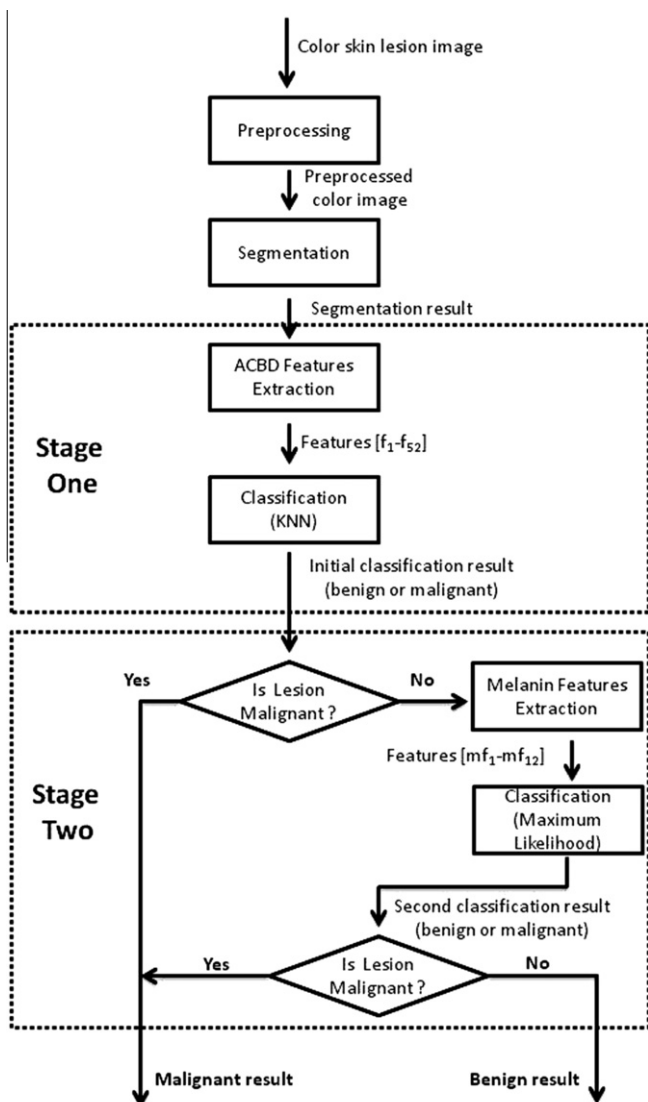 Color skin lesion image
Preprocessing
Preprocessed
color image
Segmentation
Segmentation result
ACBD Features
Extraction
Features [f₁-f₅₂]
Stage
One
Classification
(KNN)
Initial classification result
(benign or malignant)
Yes
Is Lesion
Malignant ?
No
Melanin Features
Extraction
Features [mf₁-mf₁₂]
Stage
Two
Classification
(Maximum
Likelihood)
Second classification result
(benign or malignant)
Yes
Is Lesion
Malignant ?
No
Malignant result
Benign result